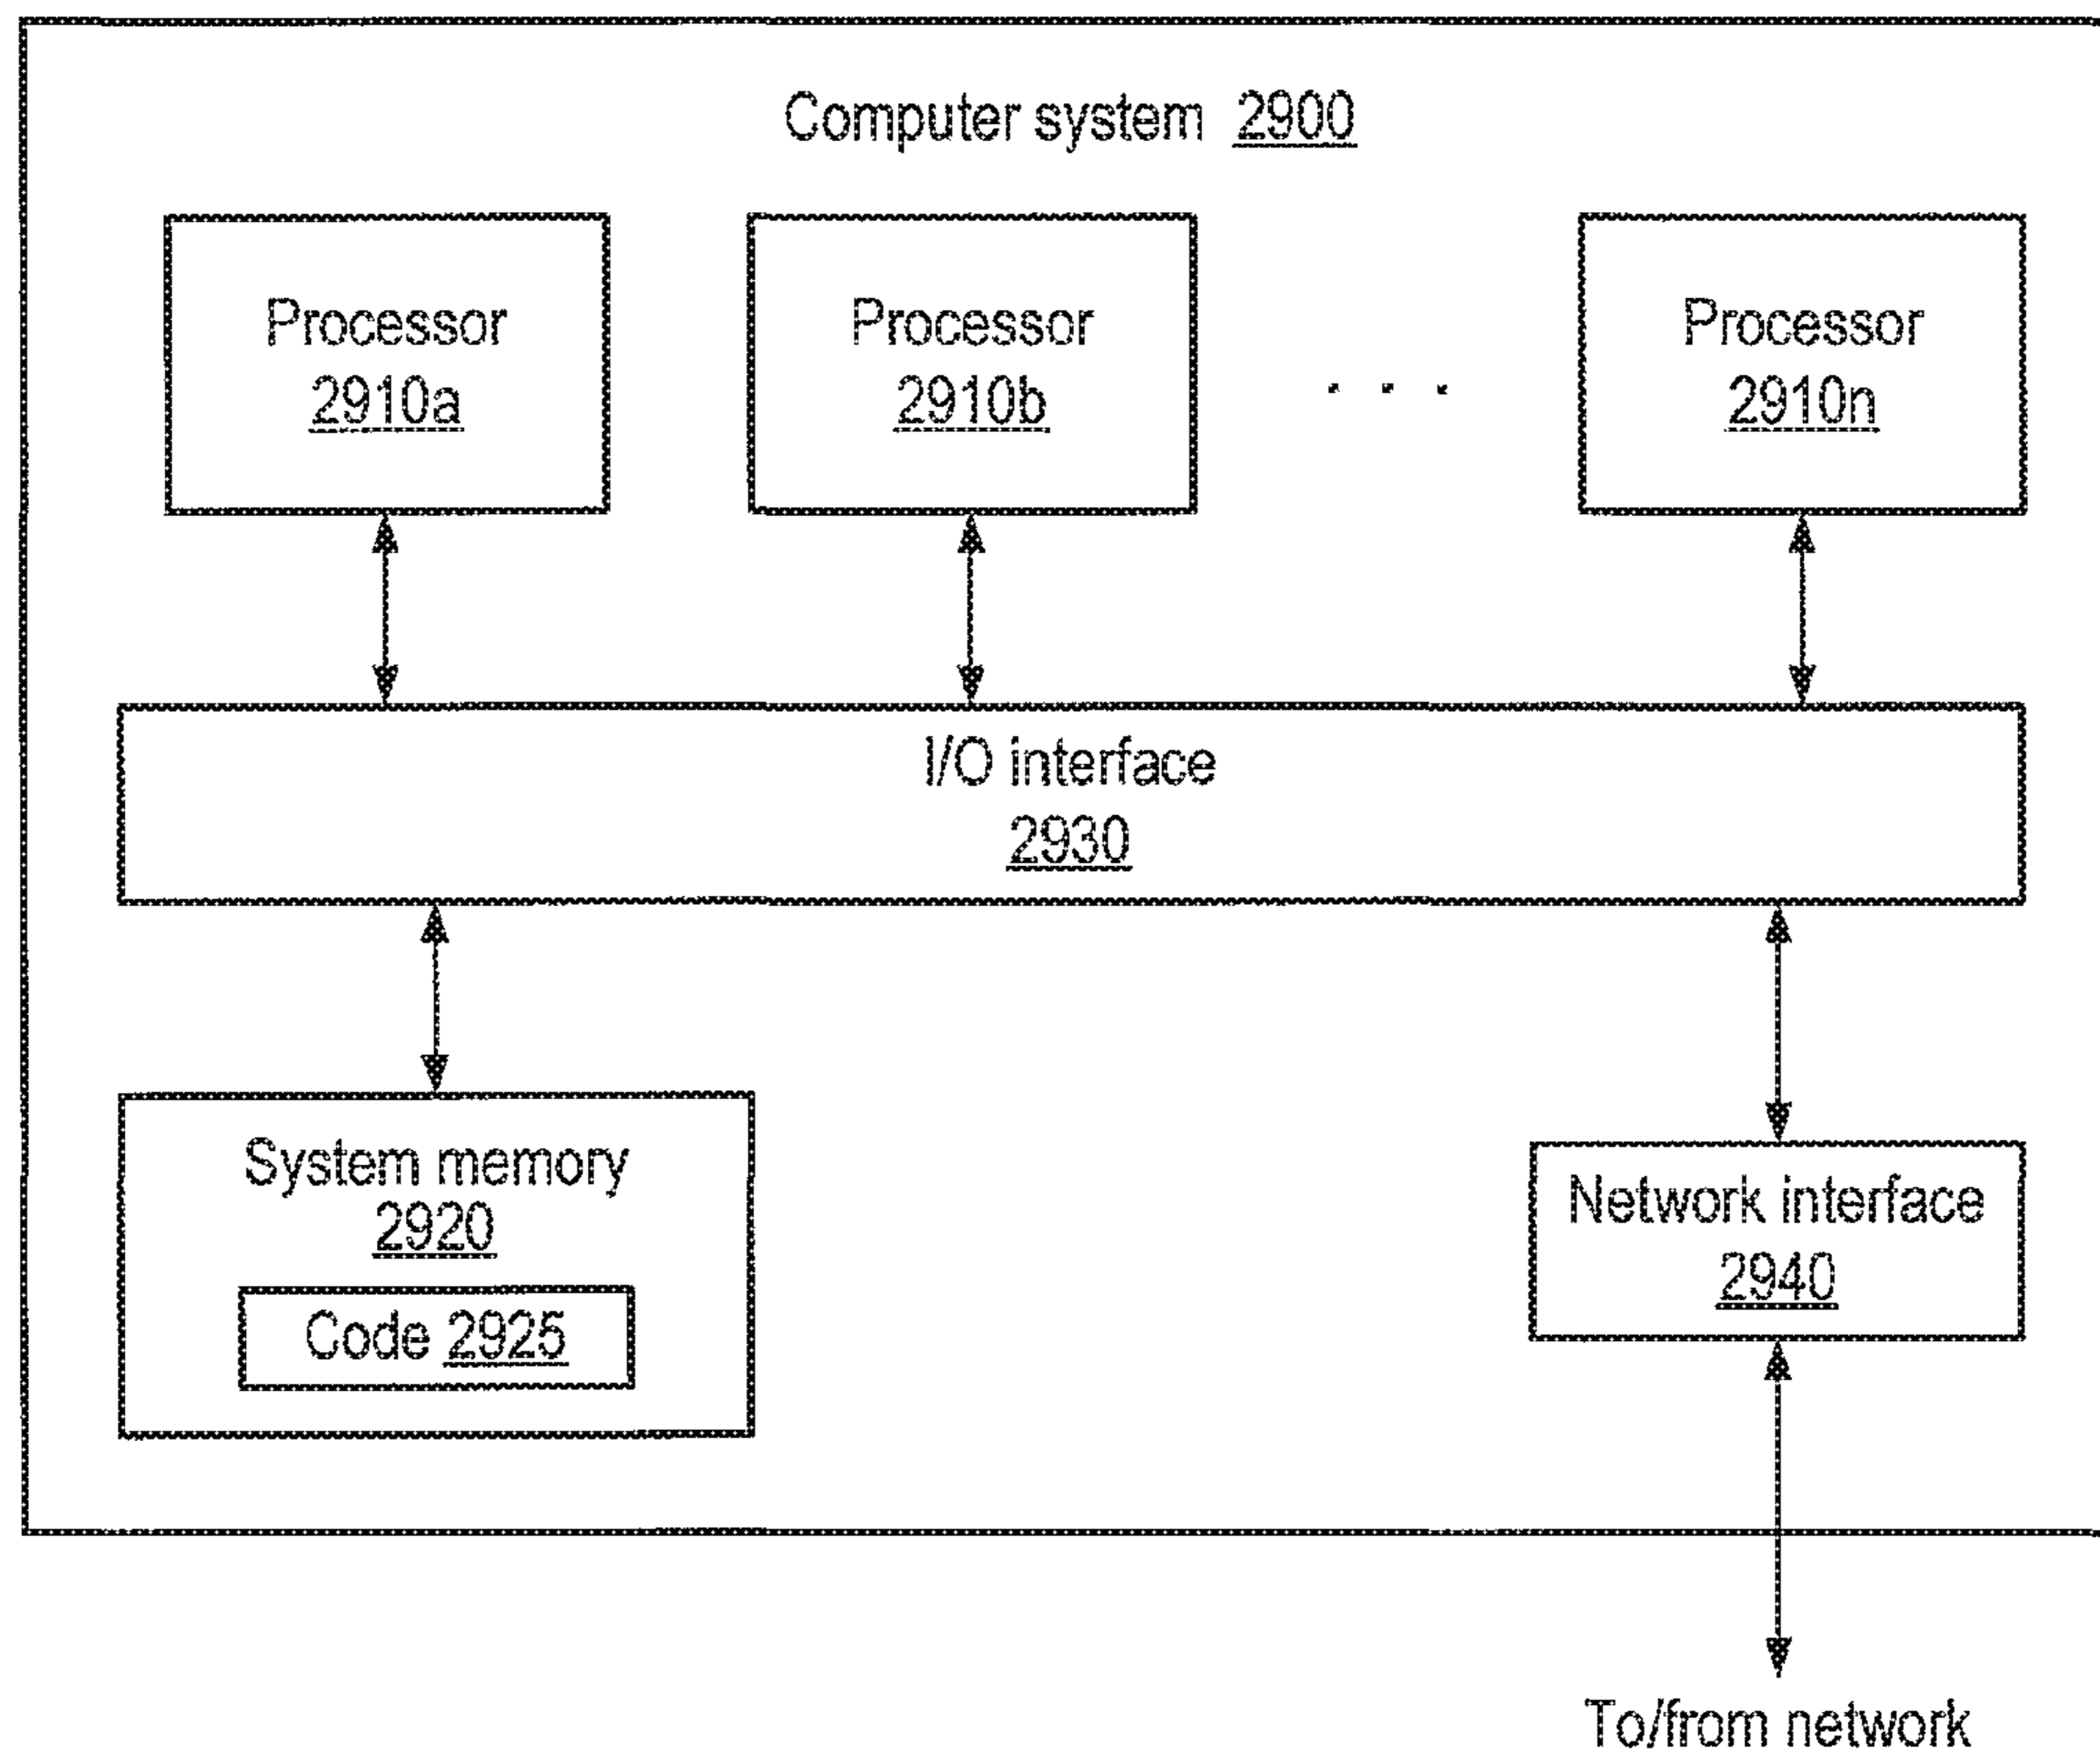 Computer system 2900
Processor
2910a
Processor
2910b
. . .
Processor
2910n
I/O interface
2930
System memory
2920
Code 2925
Network interface
2940
To/from network